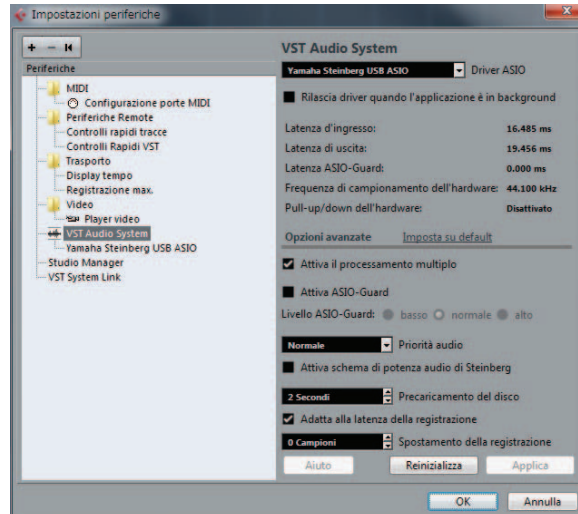 Impostazioni periferiche
Periferiche
MIDI
Configurazione porte MIDI
Periferiche Remote
Controlli rapidi tracce
Controlli Rapidi VST
Trasporto
Display tempo
Registrazione max.
Video
Player video
VST Audio System
Yamaha Steinberg USB ASIO
Studio Manager
VST System Link
VST Audio System
Yamaha Steinberg USB ASIO Driver ASIO
Rilascia driver quando l'applicazione è in background
Latenza d'ingresso: 16.485 ms
Latenza di uscita: 19.456 ms
Latenza ASIO-Guard: 0.000 ms
Frequenza di campionamento dell'hardware: 44.100 kHz
Pull-up/down dell'hardware: Disattivato
Opzioni avanzate Imposta su default
Attiva il processamento multiplo
Attiva ASIO-Guard
Livello ASIO-Guard: basso normale alto
Normale Priorità audio
Attiva schema di potenza audio di Steinberg
2 Secondi Precaricamento del disco
Adatta alla latenza della registrazione
0 Campioni Spostamento della registrazione
Aiuto Reinizializza Applica
OK Annulla